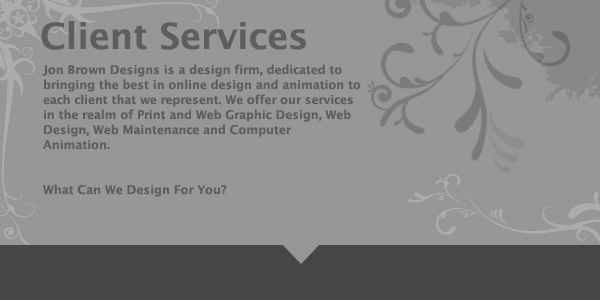 Client Services
Jon Brown Designs is a design firm, dedicated to
bringing the best in online design and animation to
each client that we represent. We offer our services
in the realm of Print and Web Graphic Design, Web
Design, Web Maintenance and Computer
Animation.
What Can We Design For You?